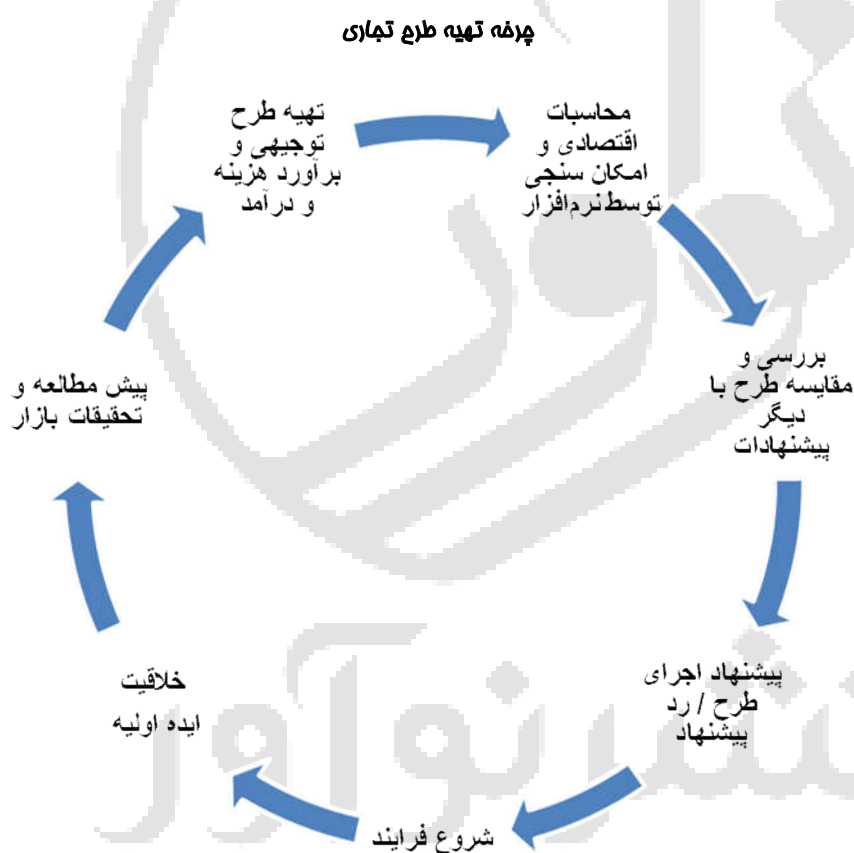 چرخه تهیه طرح تجاری
تهیه طرح
توجیهی و
برآورد هزینه
و درآمد
محاسبات
اقتصادی و
امکان سنجی
توسط نرم‌افزار
بررسی و
مقایسه طرح با
دیگر
پیشنهادات
پیشنهاد اجرای
طرح / رد
پیشنهاد
شروع فرایند
خلاقیت
ایده اولیه
پیش مطالعه و
تحقیقات بازار
نشرنوآور